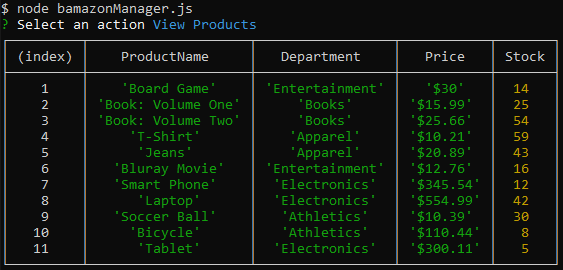 $ node bamazonManager.js
? Select an action View Products
(index) ProductName Department Price Stock
1 'Board Game' 'Entertainment' '$30' 14
2 'Book: Volume One' 'Books' '$15.99' 25
3 'Book: Volume Two' 'Books' '$25.66' 54
4 'T-Shirt' 'Apparel' '$10.21' 59
5 'Jeans' 'Apparel' '$20.89' 43
6 'Bluray Movie' 'Entertainment' '$12.76' 16
7 'Smart Phone' 'Electronics' '$345.54' 12
8 'Laptop' 'Electronics' '$554.99' 42
9 'Soccer Ball' 'Athletics' '$10.39' 30
10 'Bicycle' 'Athletics' '$110.44' 8
11 'Tablet' 'Electronics' '$300.11' 5